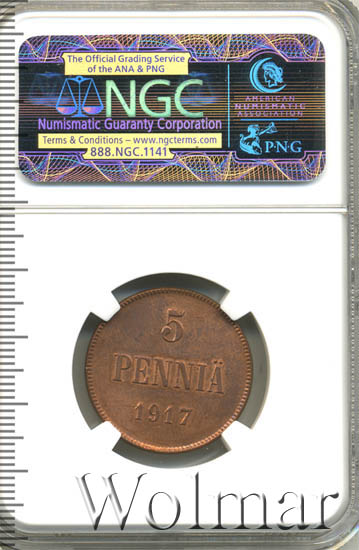 The Official Grading Service
of the ANA & PNG
NGC
Numismatic Guaranty Corporation
Terms & Conditions – www.ngcterms.com
888.NGC.1141
AMERICAN
NUMISMATIC
ASSOCIATION
P·N·G
5
PENNIÄ
1917
Wolmar